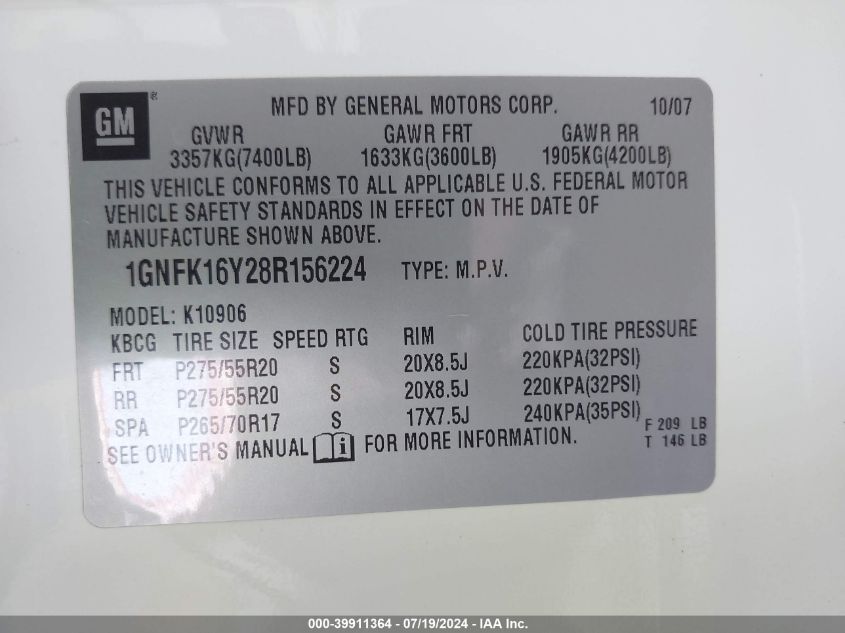 GM ® MFD BY GENERAL MOTORS CORP. 10/07
GVWR GAWR FRT GAWR RR
3357KG(7400LB) 1633KG(3600LB) 1905KG(4200LB)
THIS VEHICLE CONFORMS TO ALL APPLICABLE U.S. FEDERAL MOTOR
VEHICLE SAFETY STANDARDS IN EFFECT ON THE DATE OF
MANUFACTURE SHOWN ABOVE.
1GNFK16Y28R156224 TYPE: M.P.V.
MODEL: K10906
KBCG TIRE SIZE SPEED RTG RIM COLD TIRE PRESSURE
FRT P275/55R20 S 20X8.5J 220KPA(32PSI)
RR P275/55R20 S 20X8.5J 220KPA(32PSI)
SPA P265/70R17 S 17X7.5J 240KPA(35PSI)
SEE OWNER'S MANUAL i FOR MORE INFORMATION. F 209 LB
T 146 LB
000-39911364 - 07/19/2024 - IAA Inc.